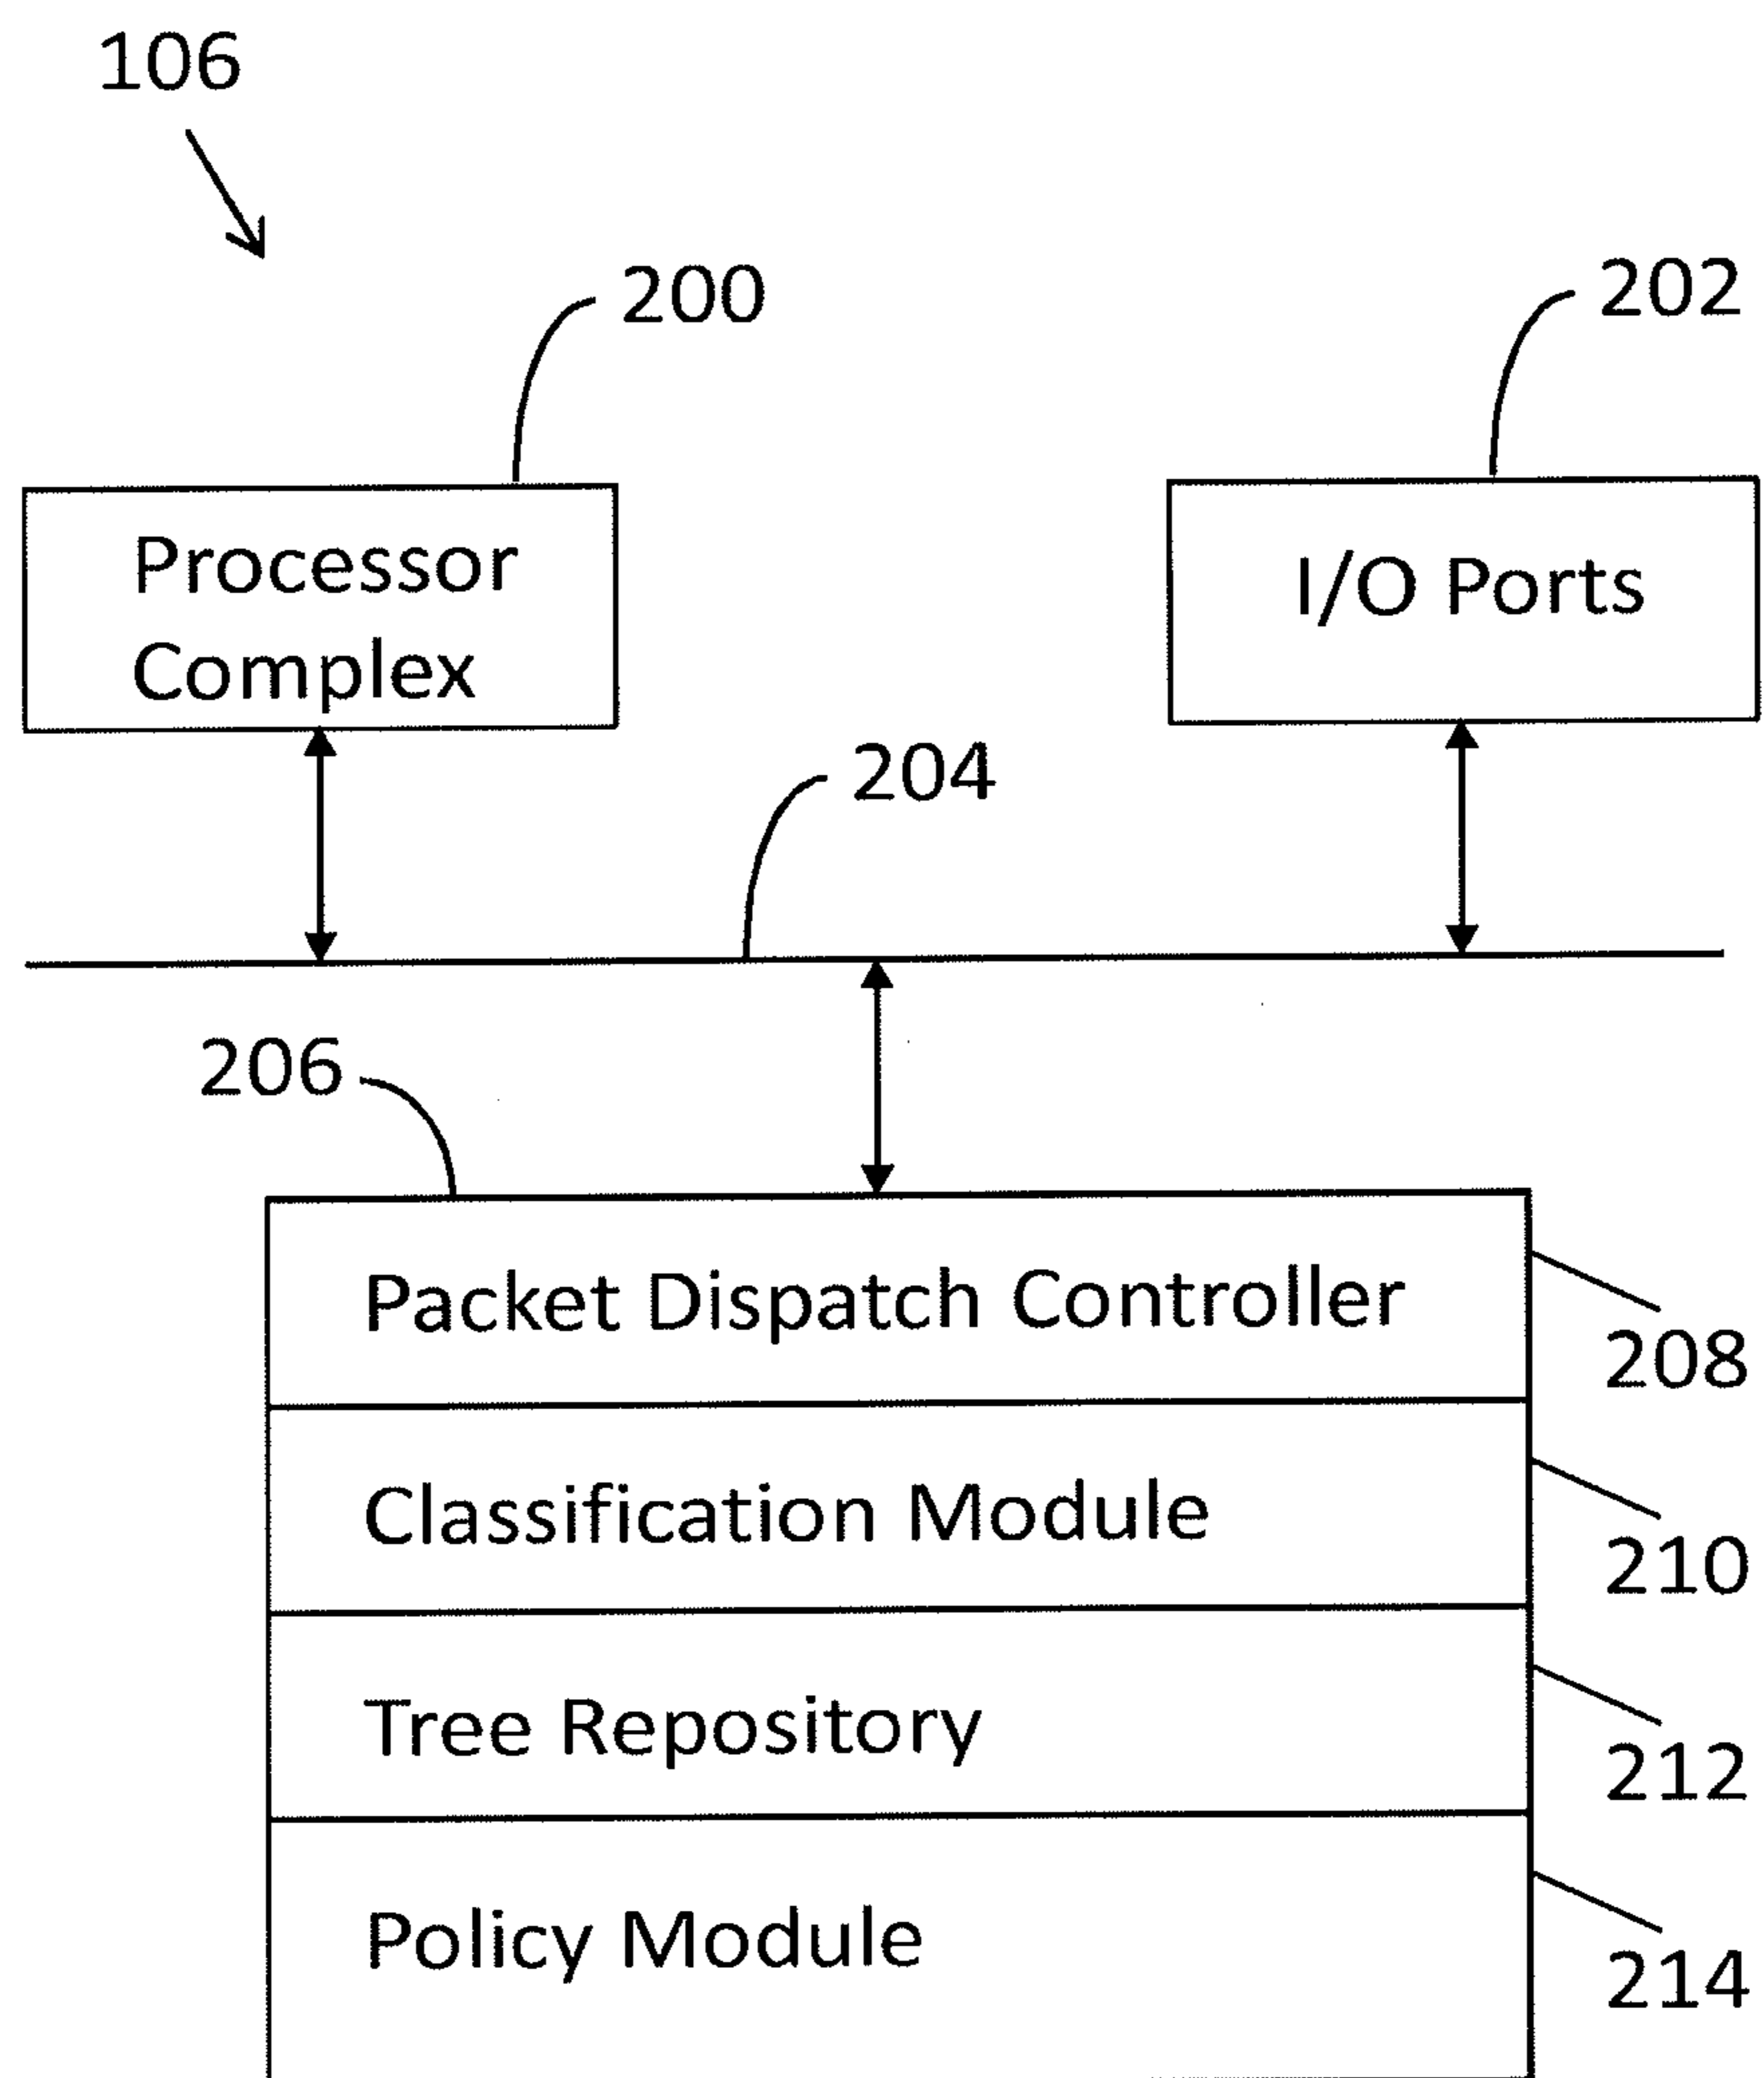 106
200
202
Processor
Complex
I/O Ports
204
206
Packet Dispatch Controller
208
Classification Module
210
Tree Repository
212
Policy Module
214